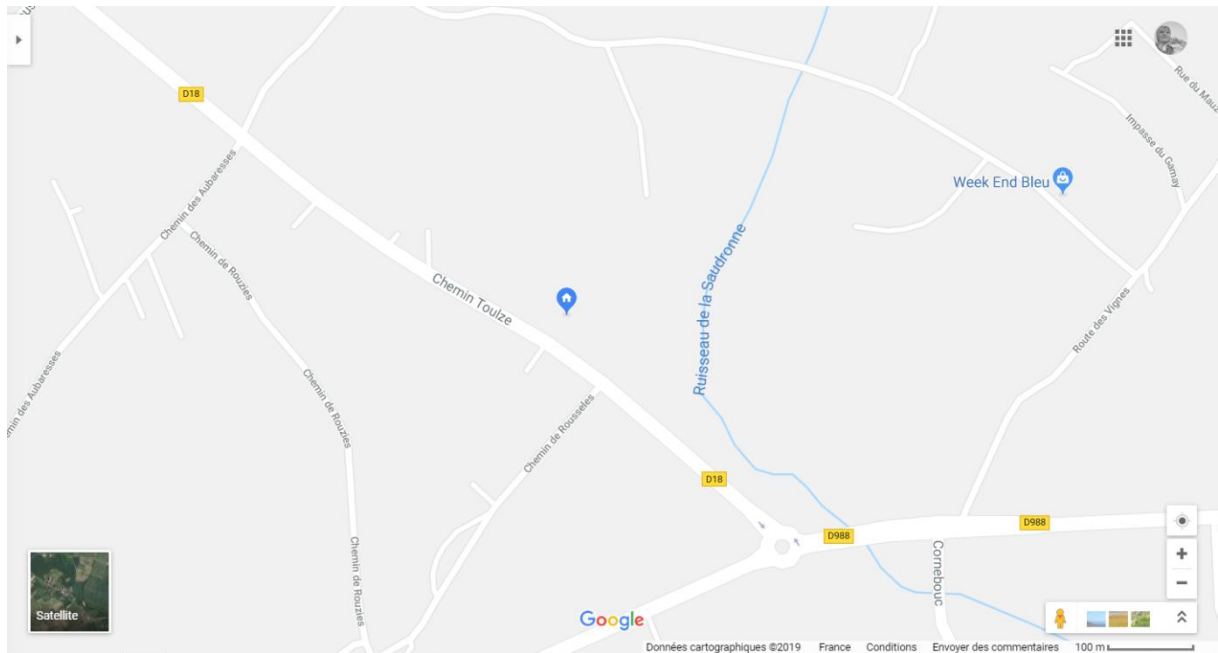 D18
Rue du Mauz
Impasse du Gamay
Chemin des Aubaresses
Week End Bleu
Chemin de Rouzies
Ruisseau de la Saudronne
Chemin Toulze
Route des Vignes
min des Aubaresses
Chemin de Rouzies
Chemin de Rousseles
D18
D988
D988
Chemin de Rouzies
Cornebouc
Satellite
Google
Données cartographiques ©2019 France Conditions Envoyer des commentaires 100 m